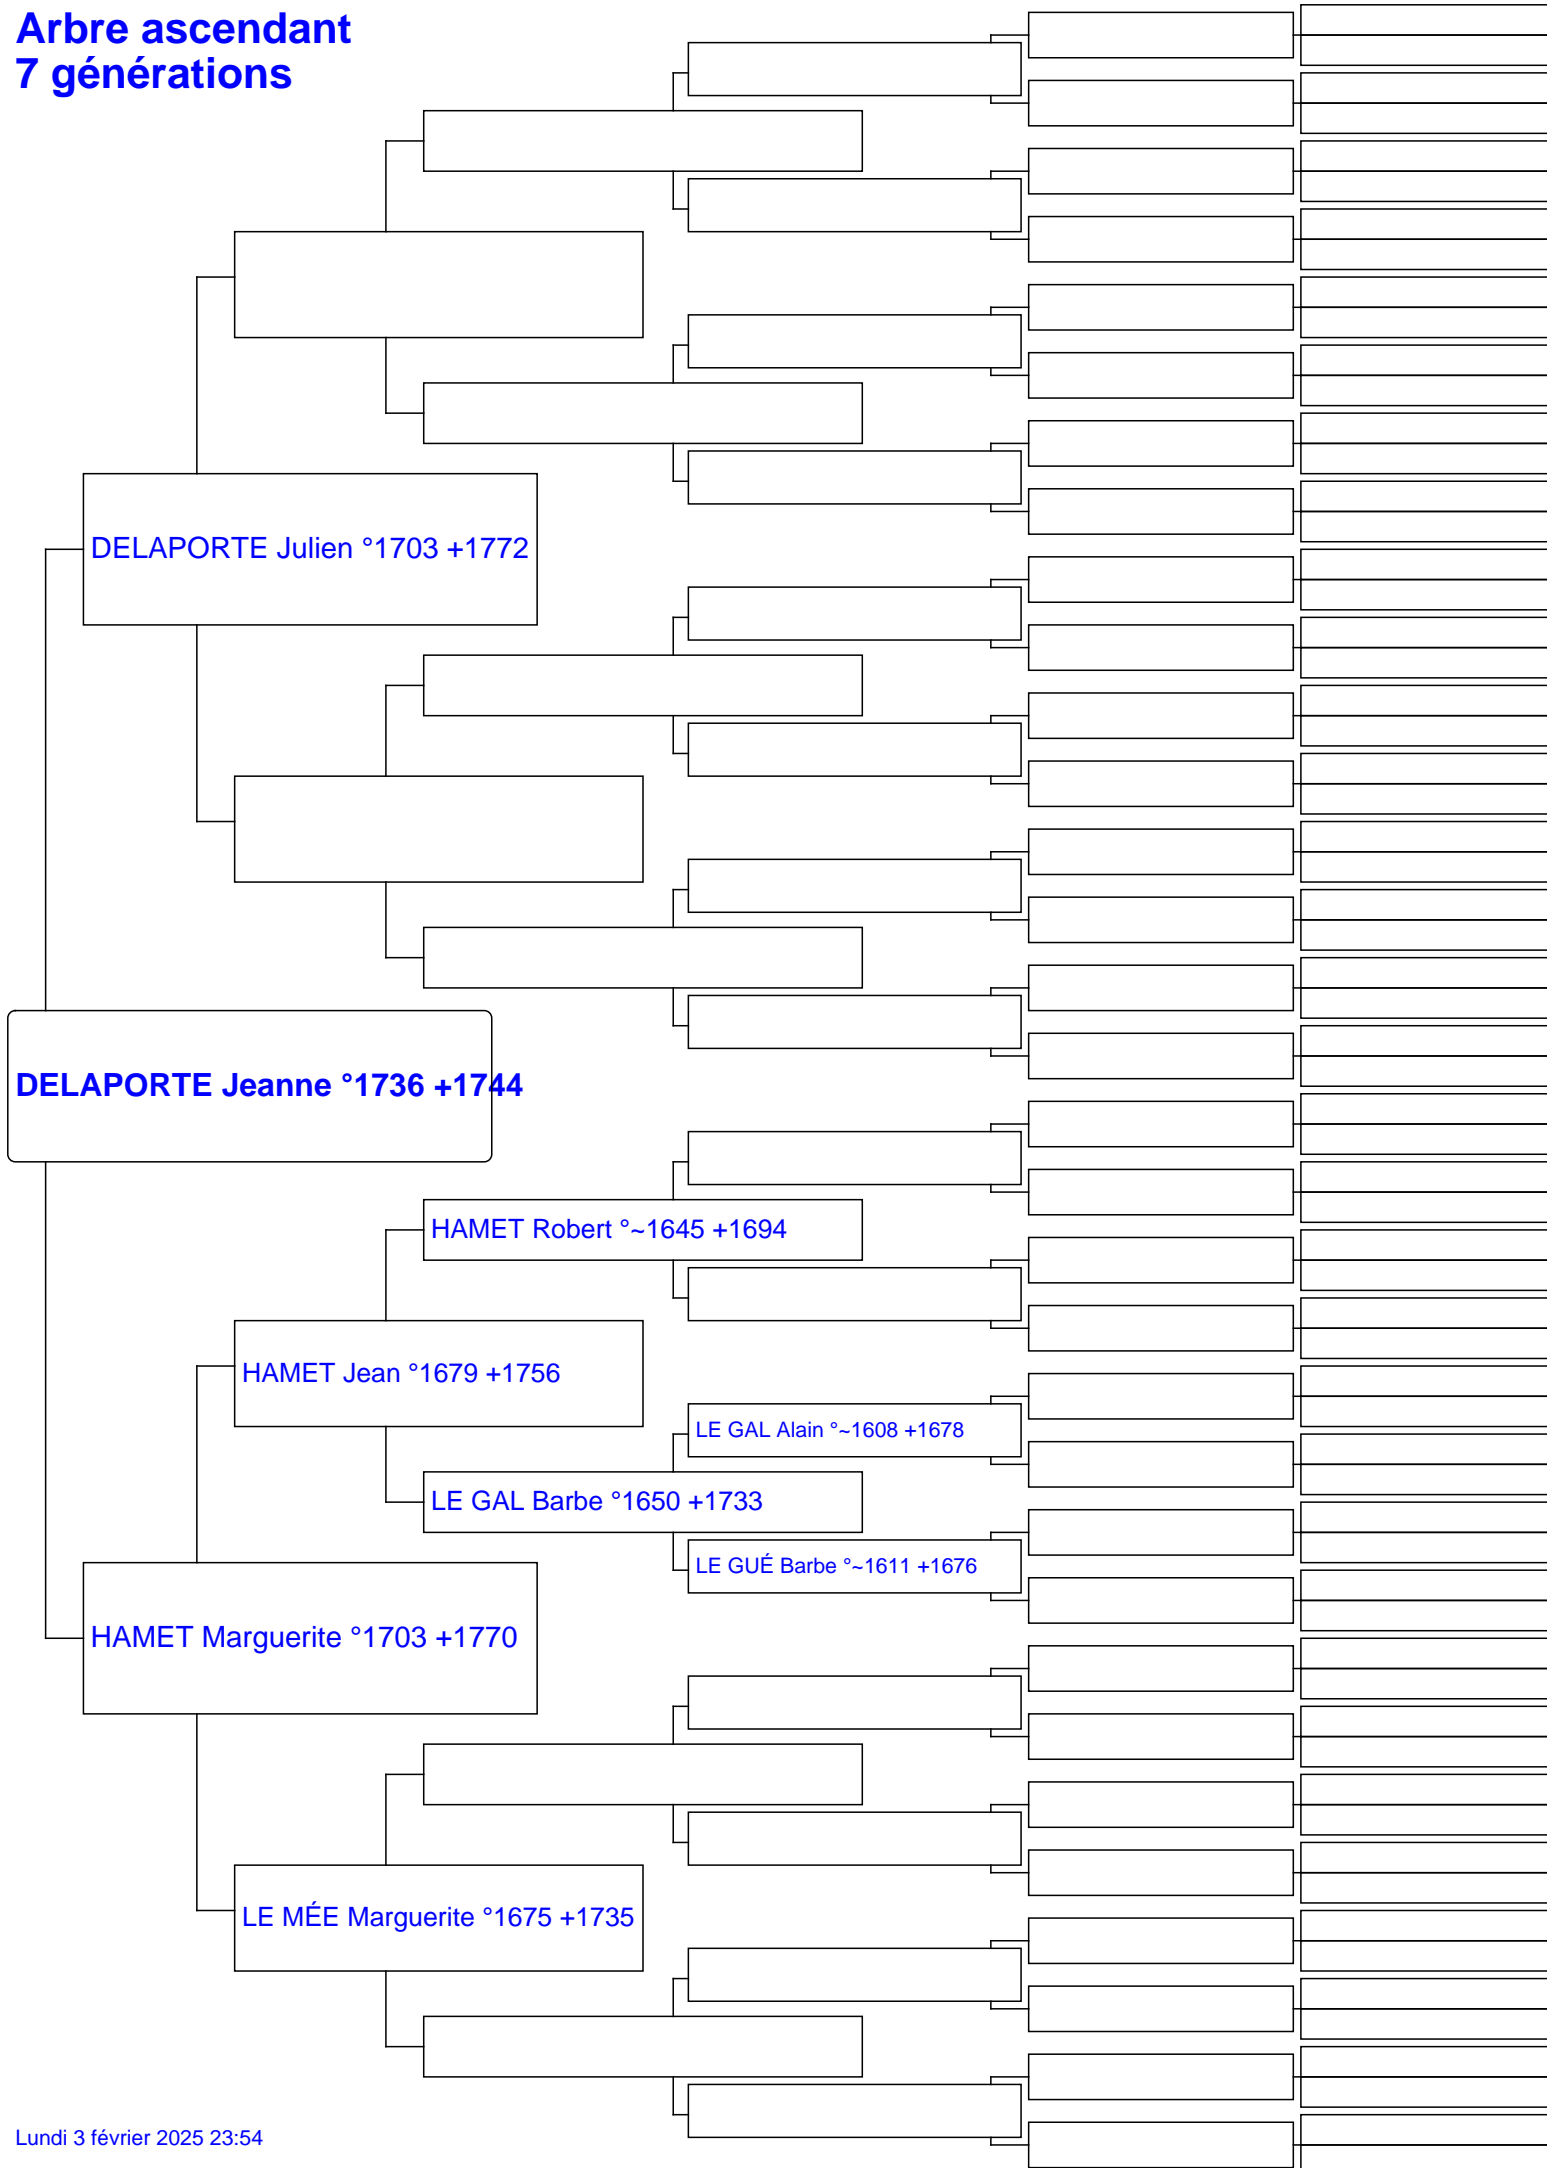 Arbre ascendant
7 générations
DELAPORTE Julien °1703 +1772
DELAPORTE Jeanne °1736 +1744
HAMET Robert °~1645 +1694
HAMET Jean °1679 +1756
LE GAL Alain °~1608 +1678
LE GAL Barbe °1650 +1733
LE GUÉ Barbe °~1611 +1676
HAMET Marguerite °1703 +1770
LE MÉE Marguerite °1675 +1735
Lundi 3 février 2025 23:54